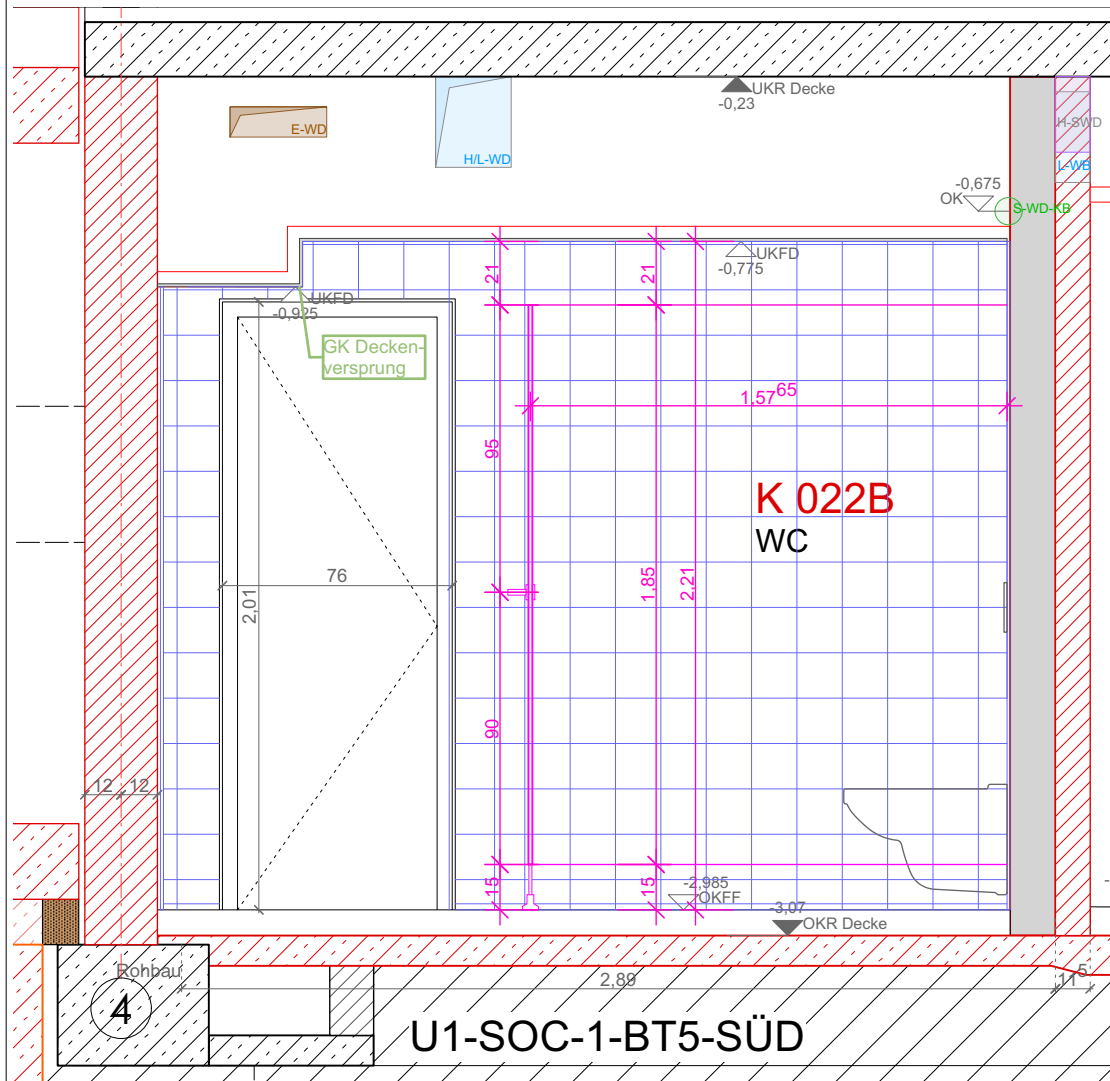 UKR Decke
-0,23
E-WD
H/L-WD
H-SWD
L-WB
-0,675
OK
S-WD-KB
21
21
UKFD
-0,775
UKFD
-0,925
GK Decken-
versprung
1,57⁶⁵
95
K 022B
WC
76
2,01
1,85
2,21
90
12
12
15
15
-2,985
OKFF
-3,07
OKR Decke
Rohbau
2,89
11⁵
4
U1-SOC-1-BT5-SÜD